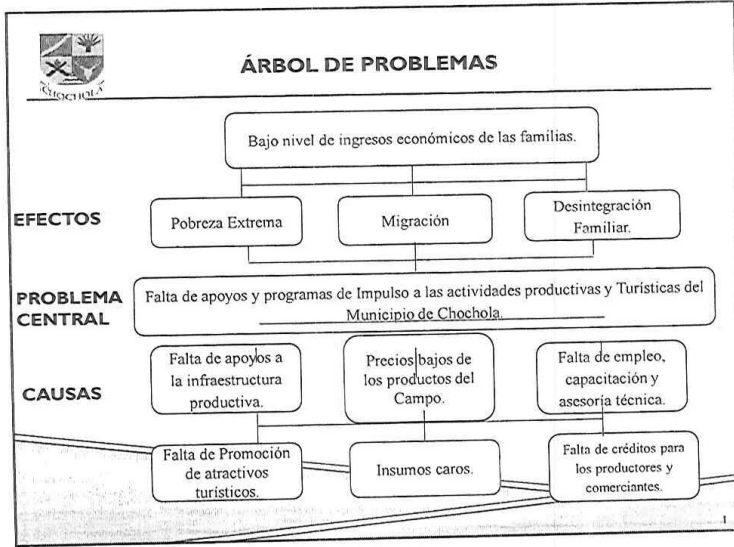 CHOCHOLA
ÁRBOL DE PROBLEMAS
Bajo nivel de ingresos económicos de las familias.
EFECTOS
Pobreza Extrema
Migración
Desintegración
Familiar.
PROBLEMA
CENTRAL
Falta de apoyos y programas de Impulso a las actividades productivas y Turísticas del
Municipio de Chochola.
CAUSAS
Falta de apoyos a
la infraestructura
productiva.
Precios bajos de
los productos del
Campo.
Falta de empleo,
capacitación y
asesoría técnica.
Falta de Promoción
de atractivos
turísticos.
Insumos caros.
Falta de créditos para
los productores y
comerciantes.
1